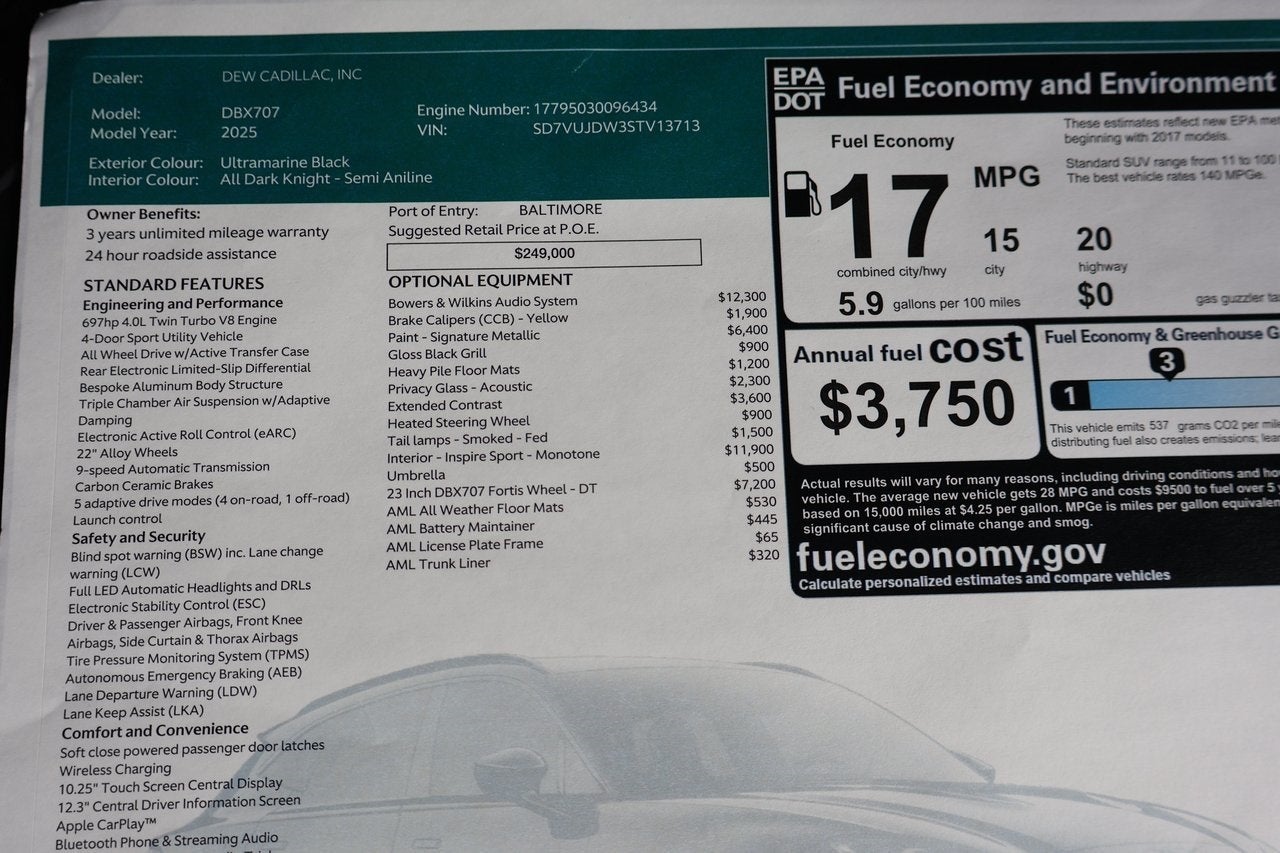 Dealer: DEW CADILLAC, INC
Model: DBX707
Model Year: 2025
Engine Number: 17795030096434
VIN: SD7VUJDW3STV13713
Exterior Colour: Ultramarine Black
Interior Colour: All Dark Knight - Semi Aniline
Owner Benefits:
3 years unlimited mileage warranty
24 hour roadside assistance
STANDARD FEATURES
Engineering and Performance
697hp 4.0L Twin Turbo V8 Engine
4-Door Sport Utility Vehicle
All Wheel Drive w/Active Transfer Case
Rear Electronic Limited-Slip Differential
Bespoke Aluminum Body Structure
Triple Chamber Air Suspension w/Adaptive
Damping
Electronic Active Roll Control (eARC)
22" Alloy Wheels
9-speed Automatic Transmission
Carbon Ceramic Brakes
5 adaptive drive modes (4 on-road, 1 off-road)
Launch control
Safety and Security
Blind spot warning (BSW) inc. Lane change
warning (LCW)
Full LED Automatic Headlights and DRLs
Electronic Stability Control (ESC)
Driver & Passenger Airbags, Front Knee
Airbags, Side Curtain & Thorax Airbags
Tire Pressure Monitoring System (TPMS)
Autonomous Emergency Braking (AEB)
Lane Departure Warning (LDW)
Lane Keep Assist (LKA)
Comfort and Convenience
Soft close powered passenger door latches
Wireless Charging
10.25" Touch Screen Central Display
12.3" Central Driver Information Screen
Apple CarPlay™
Bluetooth Phone & Streaming Audio
Port of Entry: BALTIMORE
Suggested Retail Price at P.O.E.
$249,000
OPTIONAL EQUIPMENT
Bowers & Wilkins Audio System $12,300
Brake Calipers (CCB) - Yellow $1,900
Paint - Signature Metallic $6,400
Gloss Black Grill $900
Heavy Pile Floor Mats $1,200
Privacy Glass - Acoustic $2,300
Extended Contrast $3,600
Heated Steering Wheel $900
Tail lamps - Smoked - Fed $1,500
Interior - Inspire Sport - Monotone $11,900
Umbrella $500
23 Inch DBX707 Fortis Wheel - DT $7,200
AML All Weather Floor Mats $530
AML Battery Maintainer $445
AML License Plate Frame $65
AML Trunk Liner $320
EPA
DOT
Fuel Economy and Environment
Fuel Economy
These estimates reflect new EPA
beginning with 2017 models.
17 MPG
Standard SUV range from 11 to 100
The best vehicle rates 140 MPGe.
combined city/hwy
15
city
20
highway
5.9 gallons per 100 miles
$0 gas guzzler
Annual fuel cost
$3,750
Fuel Economy & Greenhouse
3
1
This vehicle emits 537 grams CO2 per
distributing fuel also creates emissions;
Actual results will vary for many reasons, including driving conditions and
vehicle. The average new vehicle gets 28 MPG and costs $9500 to fuel over 5
based on 15,000 miles at $4.25 per gallon. MPGe is miles per gallon
significant cause of climate change and smog.
fueleconomy.gov
Calculate personalized estimates and compare vehicles